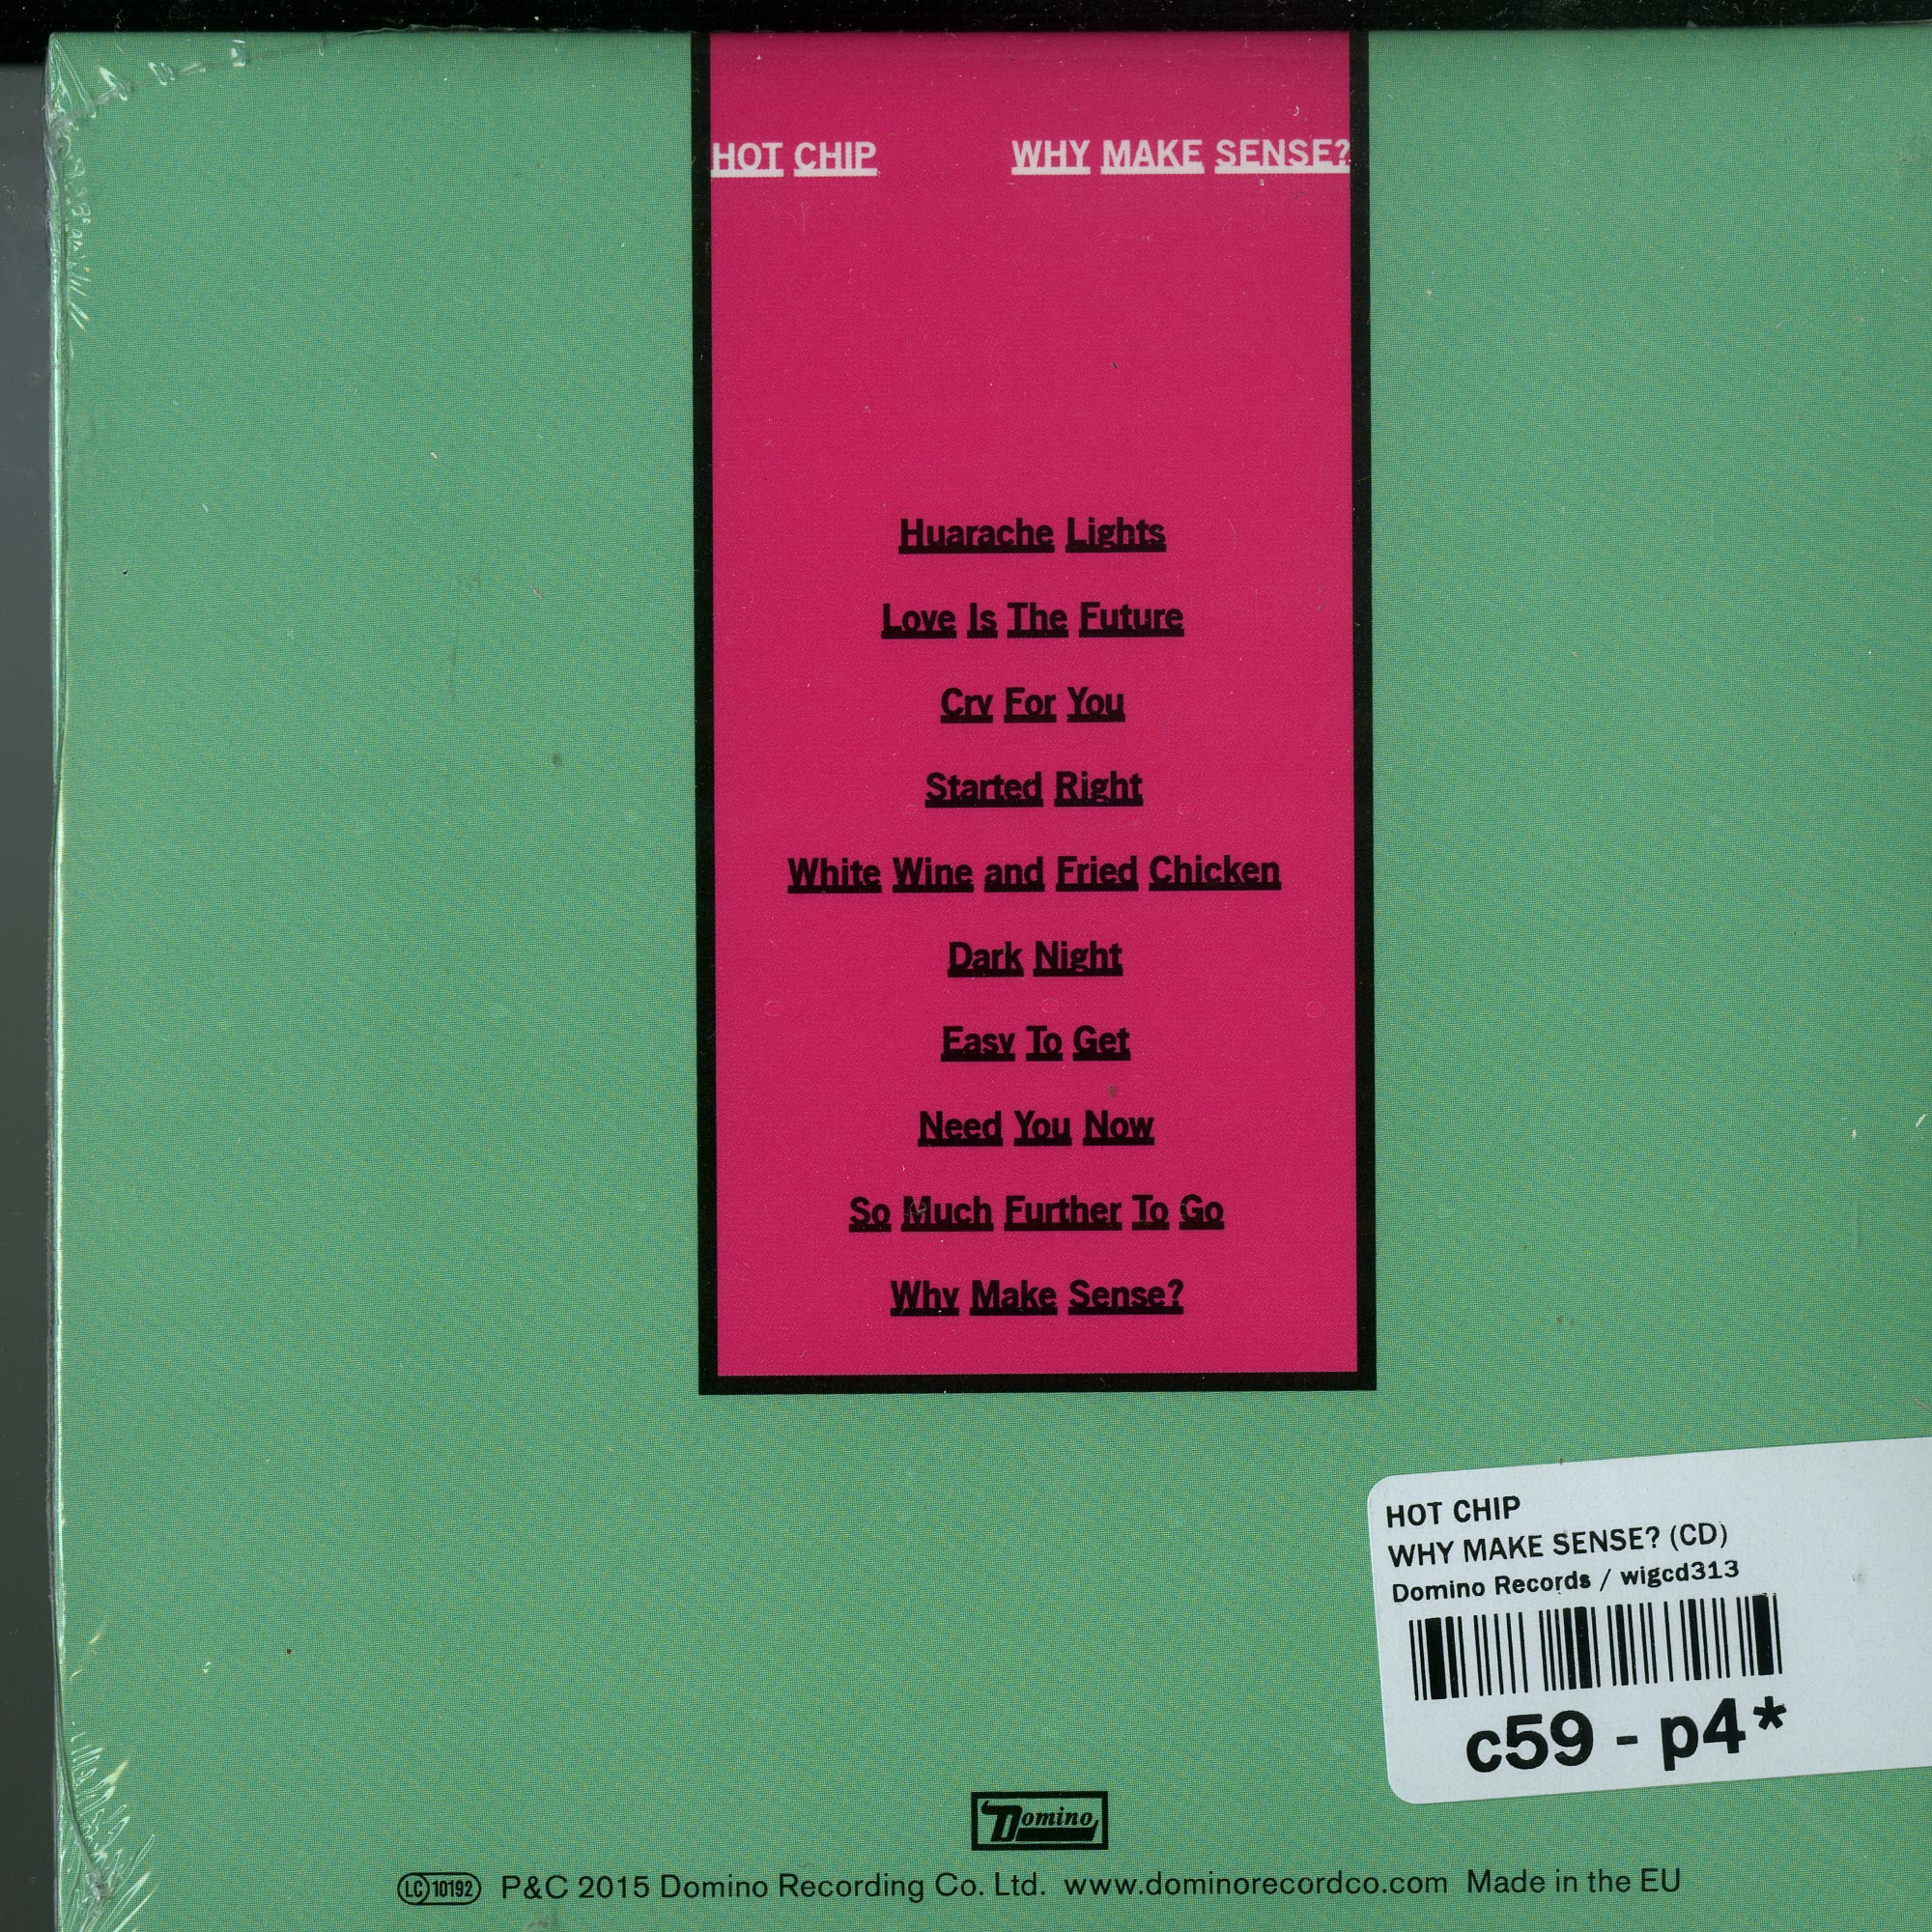 HOT CHIP WHY MAKE SENSE?
Huarache Lights
Love Is The Future
Cry For You
Started Right
White Wine and Fried Chicken
Dark Night
Easy To Get
Need You Now
So Much Further To Go
Why Make Sense?
HOT CHIP
WHY MAKE SENSE? (CD)
Domino Records / wigcd313
c59 - p4*
Domino
LC 10192 P&C 2015 Domino Recording Co. Ltd. www.dominorecordco.com Made in the EU